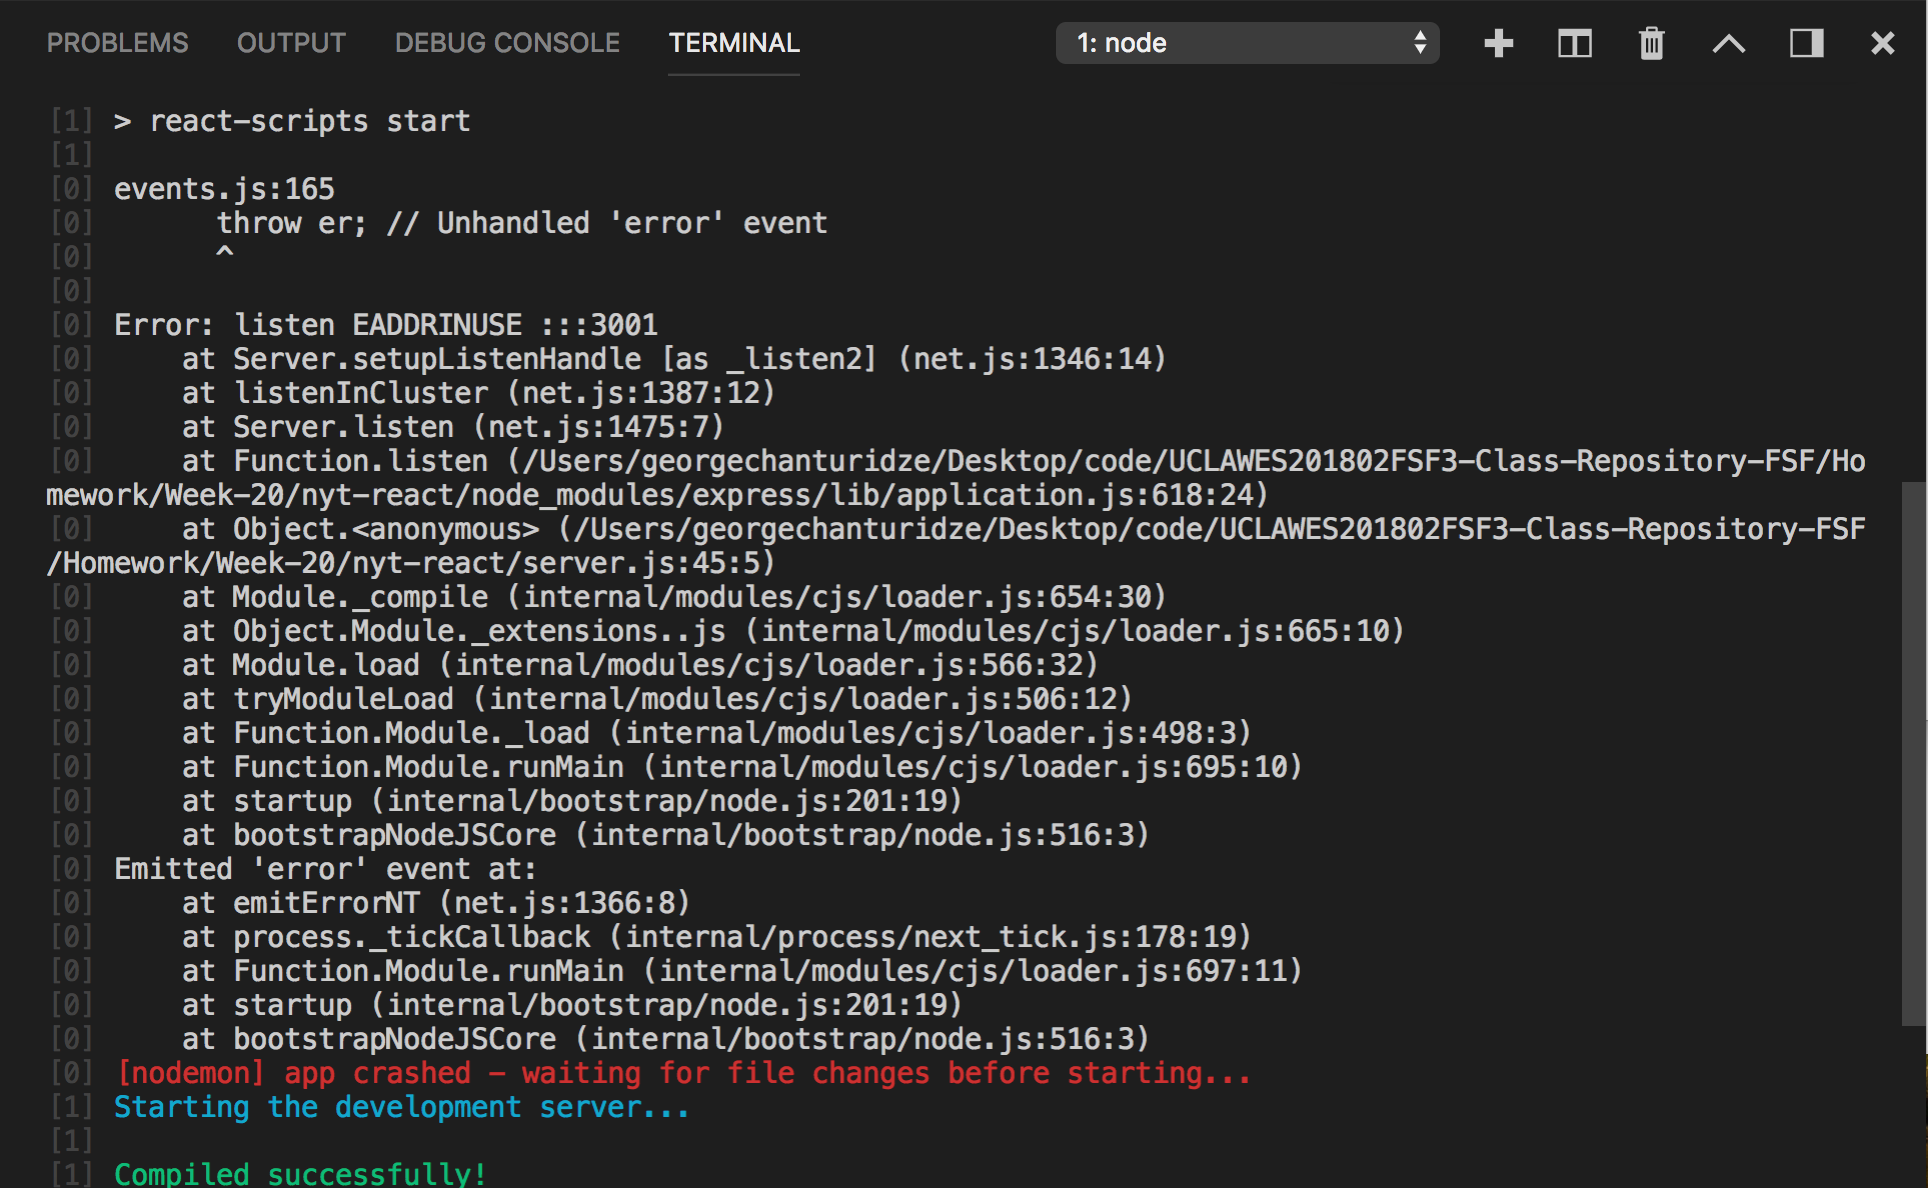 PROBLEMS OUTPUT DEBUG CONSOLE TERMINAL 1: node
[1] > react-scripts start
[1]
[0] events.js:165
[0]       throw er; // Unhandled 'error' event
[0]       ^
[0]
[0] Error: listen EADDRINUSE :::3001
[0]     at Server.setupListenHandle [as _listen2] (net.js:1346:14)
[0]     at listenInCluster (net.js:1387:12)
[0]     at Server.listen (net.js:1475:7)
[0]     at Function.listen (/Users/georgechanturidze/Desktop/code/UCLAWES201802FSF3-Class-Repository-FSF/Ho
mework/Week-20/nyt-react/node_modules/express/lib/application.js:618:24)
[0]     at Object.<anonymous> (/Users/georgechanturidze/Desktop/code/UCLAWES201802FSF3-Class-Repository-FSF
/Homework/Week-20/nyt-react/server.js:45:5)
[0]     at Module._compile (internal/modules/cjs/loader.js:654:30)
[0]     at Object.Module._extensions..js (internal/modules/cjs/loader.js:665:10)
[0]     at Module.load (internal/modules/cjs/loader.js:566:32)
[0]     at tryModuleLoad (internal/modules/cjs/loader.js:506:12)
[0]     at Function.Module._load (internal/modules/cjs/loader.js:498:3)
[0]     at Function.Module.runMain (internal/modules/cjs/loader.js:695:10)
[0]     at startup (internal/bootstrap/node.js:201:19)
[0]     at bootstrapNodeJSCore (internal/bootstrap/node.js:516:3)
[0] Emitted 'error' event at:
[0]     at emitErrorNT (net.js:1366:8)
[0]     at process._tickCallback (internal/process/next_tick.js:178:19)
[0]     at Function.Module.runMain (internal/modules/cjs/loader.js:697:11)
[0]     at startup (internal/bootstrap/node.js:201:19)
[0]     at bootstrapNodeJSCore (internal/bootstrap/node.js:516:3)
[0] [nodemon] app crashed - waiting for file changes before starting...
[1] Starting the development server...
[1]
[1] Compiled successfully!